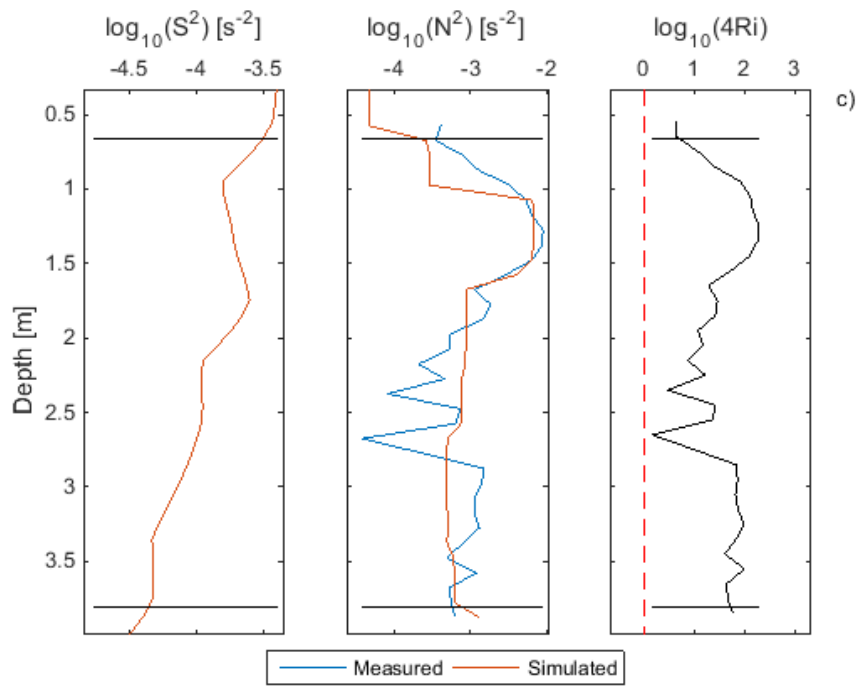 log10(S2) [s-2]
log10(N2) [s-2]
log10(4Ri)
-4.5 -4 -3.5
-4 -3 -2
0 1 2 3
c)
0.5
1
1.5
2
2.5
3
3.5
Depth [m]
Measured
Simulated